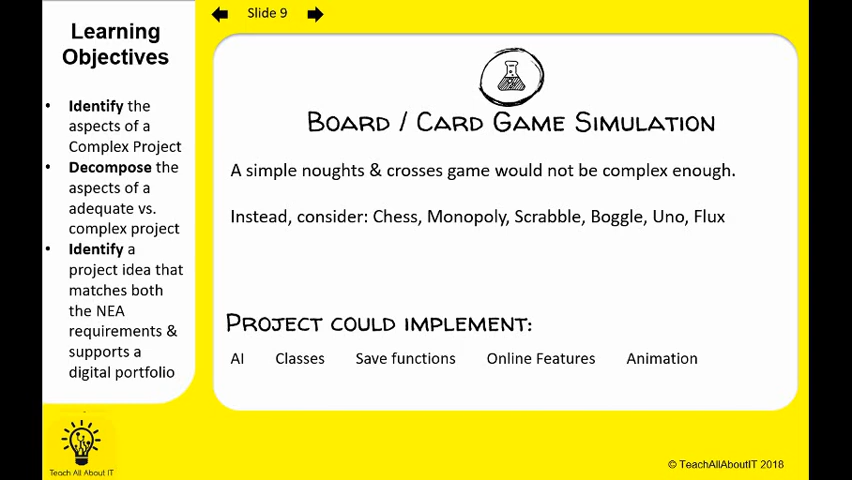 Learning
Objectives
• Identify the
aspects of a
Complex Project
• Decompose the
aspects of a
adequate vs.
complex project
• Identify a
project idea that
matches both
the NEA
requirements &
supports a
digital portfolio
Slide 9
Board / Card Game Simulation
A simple noughts & crosses game would not be complex enough.
Instead, consider: Chess, Monopoly, Scrabble, Boggle, Uno, Flux
Project could implement:
AI Classes Save functions Online Features Animation
Teach All About IT
© TeachAllAboutIT 2018